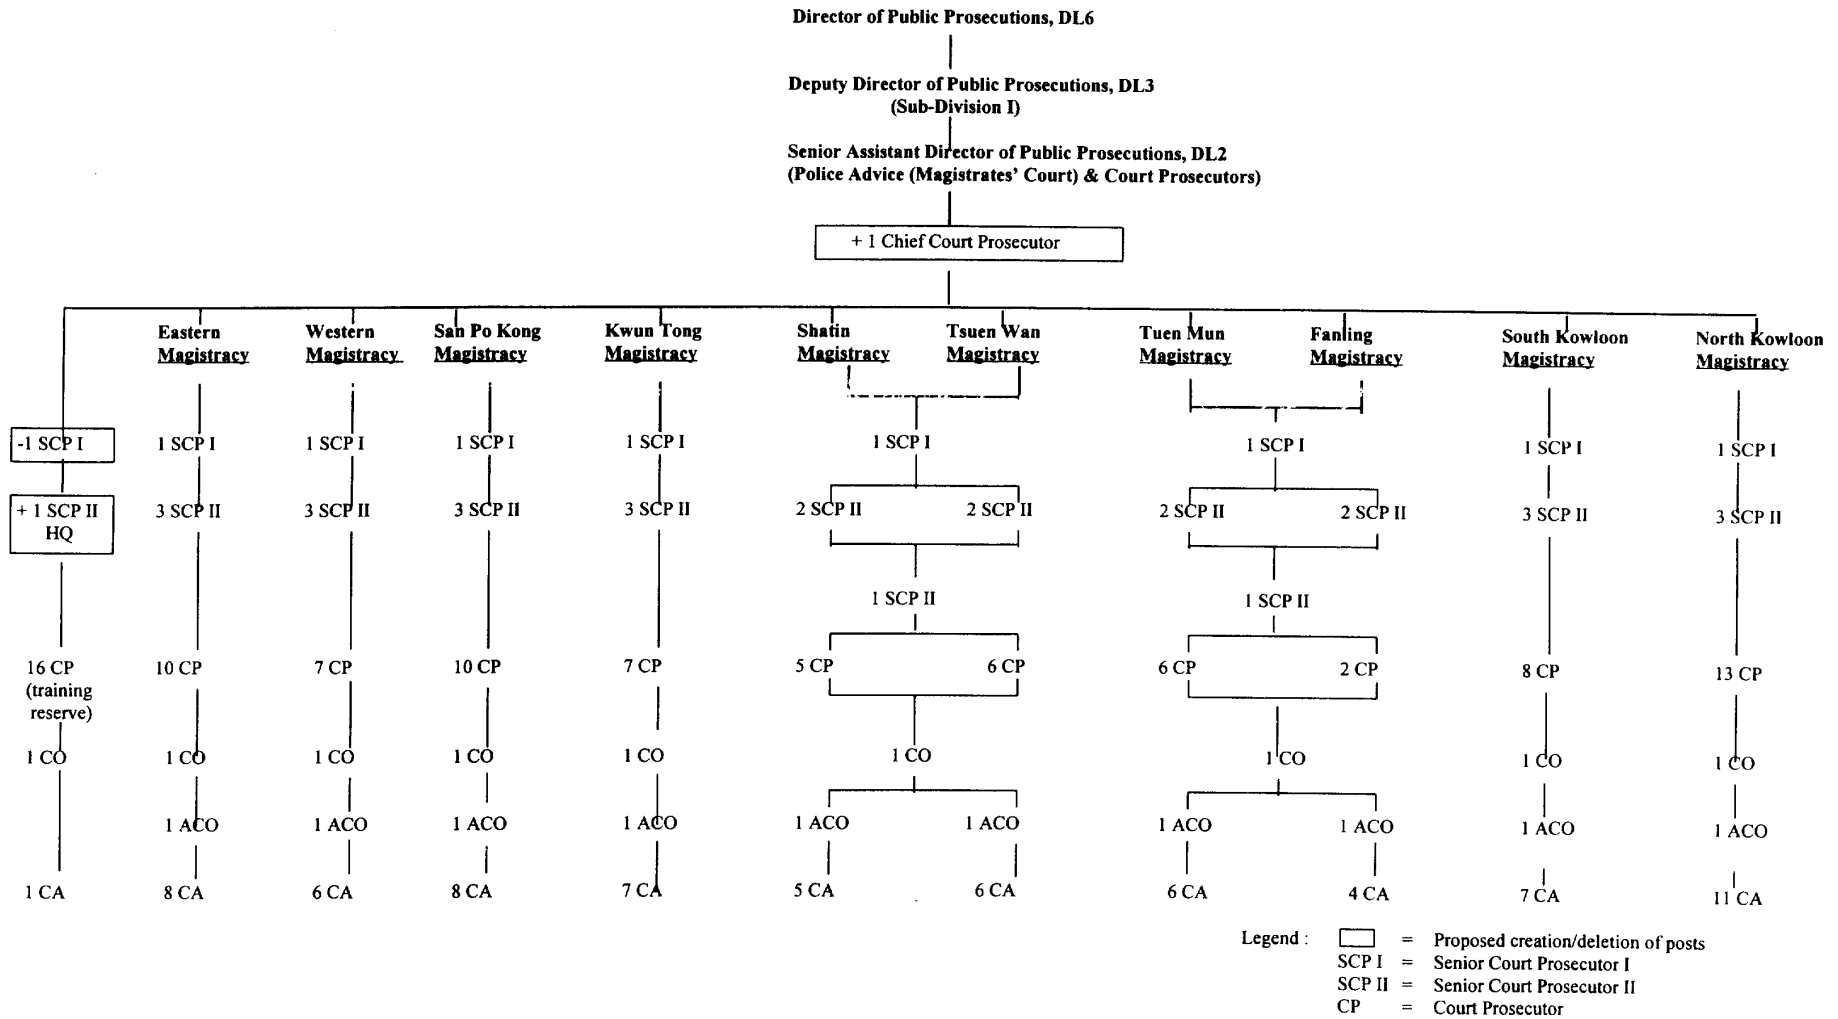 Director of Public Prosecutions, DL6
Deputy Director of Public Prosecutions, DL3
(Sub-Division I)
Senior Assistant Director of Public Prosecutions, DL2
(Police Advice (Magistrates' Court) & Court Prosecutors)
+ 1 Chief Court Prosecutor
Eastern Magistracy
Western Magistracy
San Po Kong Magistracy
Kwun Tong Magistracy
Shatin Magistracy
Tsuen Wan Magistracy
Tuen Mun Magistracy
Fanling Magistracy
South Kowloon Magistracy
North Kowloon Magistracy
-1 SCP I 1 SCP I 1 SCP I 1 SCP I 1 SCP I 1 SCP I 1 SCP I 1 SCP I 1 SCP I
+ 1 SCP II HQ 3 SCP II 3 SCP II 3 SCP II 3 SCP II 2 SCP II 2 SCP II 2 SCP II 2 SCP II 3 SCP II 3 SCP II
1 SCP II 1 SCP II
16 CP 10 CP 7 CP 10 CP 7 CP 5 CP 6 CP 6 CP 2 CP 8 CP 13 CP
(training
reserve)
1 CO 1 CO 1 CO 1 CO 1 CO 1 CO 1 CO 1 CO 1 CO
1 ACO 1 ACO 1 ACO 1 ACO 1 ACO 1 ACO 1 ACO 1 ACO 1 ACO 1 ACO
1 CA 8 CA 6 CA 8 CA 7 CA 5 CA 6 CA 6 CA 4 CA 7 CA 11 CA
Legend : = Proposed creation/deletion of posts
SCP I = Senior Court Prosecutor I
SCP II = Senior Court Prosecutor II
CP = Court Prosecutor